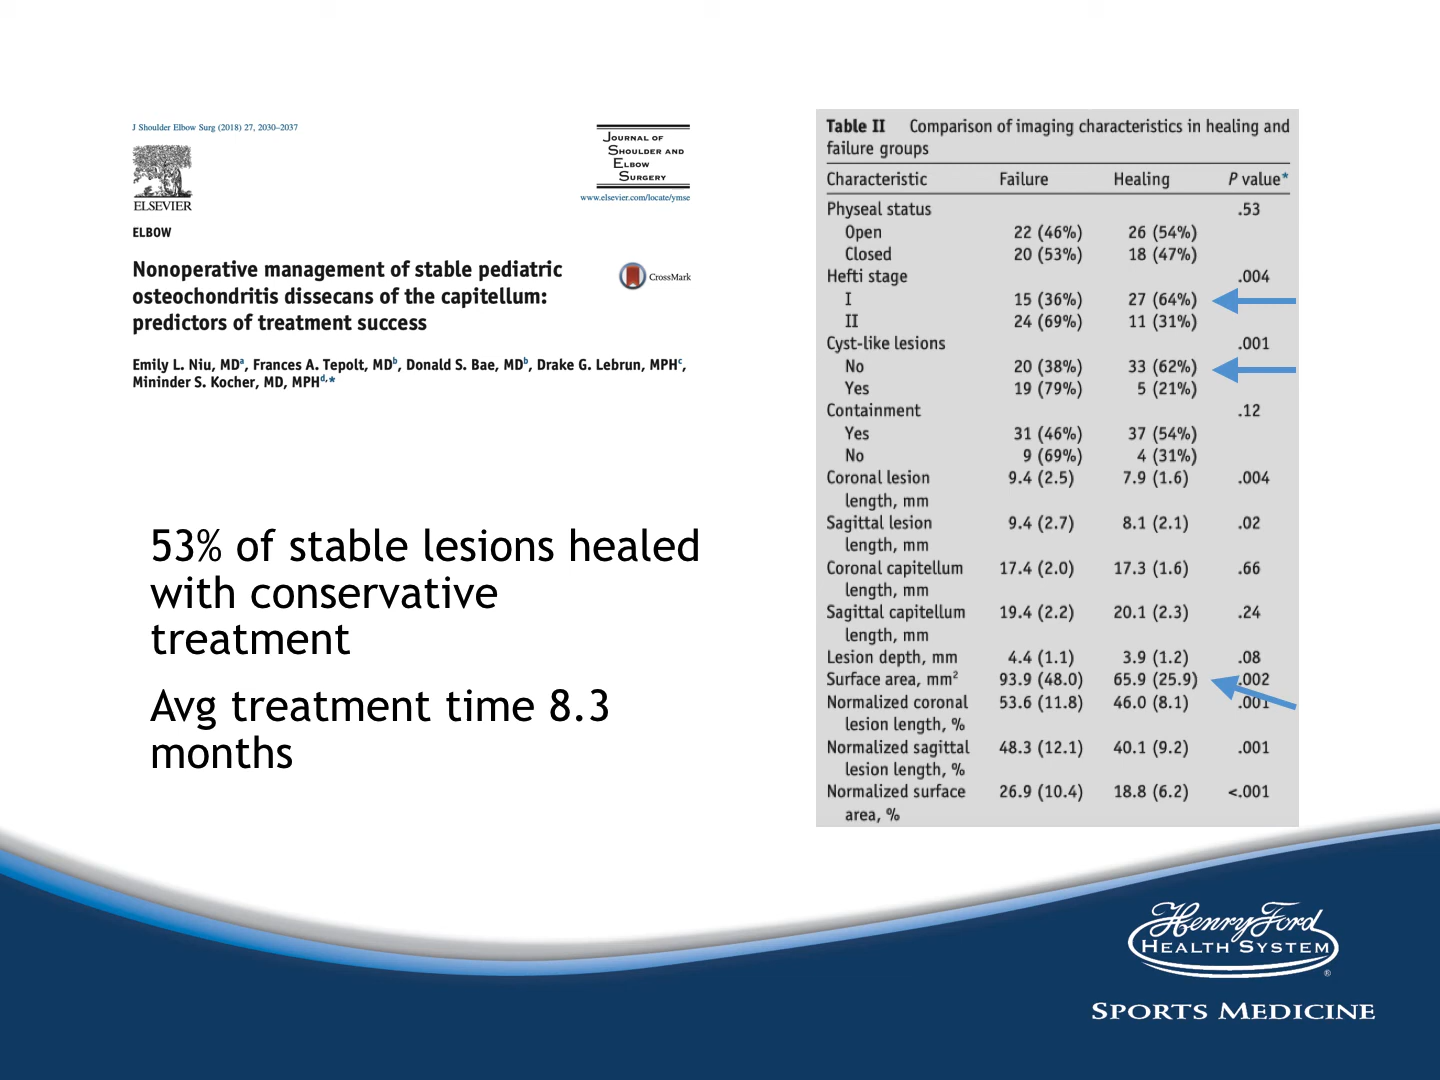 J Shoulder Elbow Surg (2018) 27, 2030–2037
ELSEVIER
JOURNAL OF
SHOULDER AND
ELBOW
SURGERY
www.elsevier.com/locate/ymse
ELBOW
Nonoperative management of stable pediatric
osteochondritis dissecans of the capitellum:
predictors of treatment success
CrossMark
Emily L. Niu, MDᵃ, Frances A. Tepolt, MDᵇ, Donald S. Bae, MDᵇ, Drake G. Lebrun, MPHᶜ,
Mininder S. Kocher, MD, MPHᵈ,*
53% of stable lesions healed
with conservative
treatment
Avg treatment time 8.3
months
Table II Comparison of imaging characteristics in healing and
failure groups
Characteristic Failure Healing P value*
Physeal status .53
Open 22 (46%) 26 (54%)
Closed 20 (53%) 18 (47%)
Hefti stage .004
I 15 (36%) 27 (64%)
II 24 (69%) 11 (31%)
Cyst-like lesions .001
No 20 (38%) 33 (62%)
Yes 19 (79%) 5 (21%)
Containment .12
Yes 31 (46%) 37 (54%)
No 9 (69%) 4 (31%)
Coronal lesion 9.4 (2.5) 7.9 (1.6) .004
length, mm
Sagittal lesion 9.4 (2.7) 8.1 (2.1) .02
length, mm
Coronal capitellum 17.4 (2.0) 17.3 (1.6) .66
length, mm
Sagittal capitellum 19.4 (2.2) 20.1 (2.3) .24
length, mm
Lesion depth, mm 4.4 (1.1) 3.9 (1.2) .08
Surface area, mm² 93.9 (48.0) 65.9 (25.9) .002
Normalized coronal 53.6 (11.8) 46.0 (8.1) .001
lesion length, %
Normalized sagittal 48.3 (12.1) 40.1 (9.2) .001
lesion length, %
Normalized surface 26.9 (10.4) 18.8 (6.2) <.001
area, %
Henry Ford
HEALTH SYSTEM
®
SPORTS MEDICINE